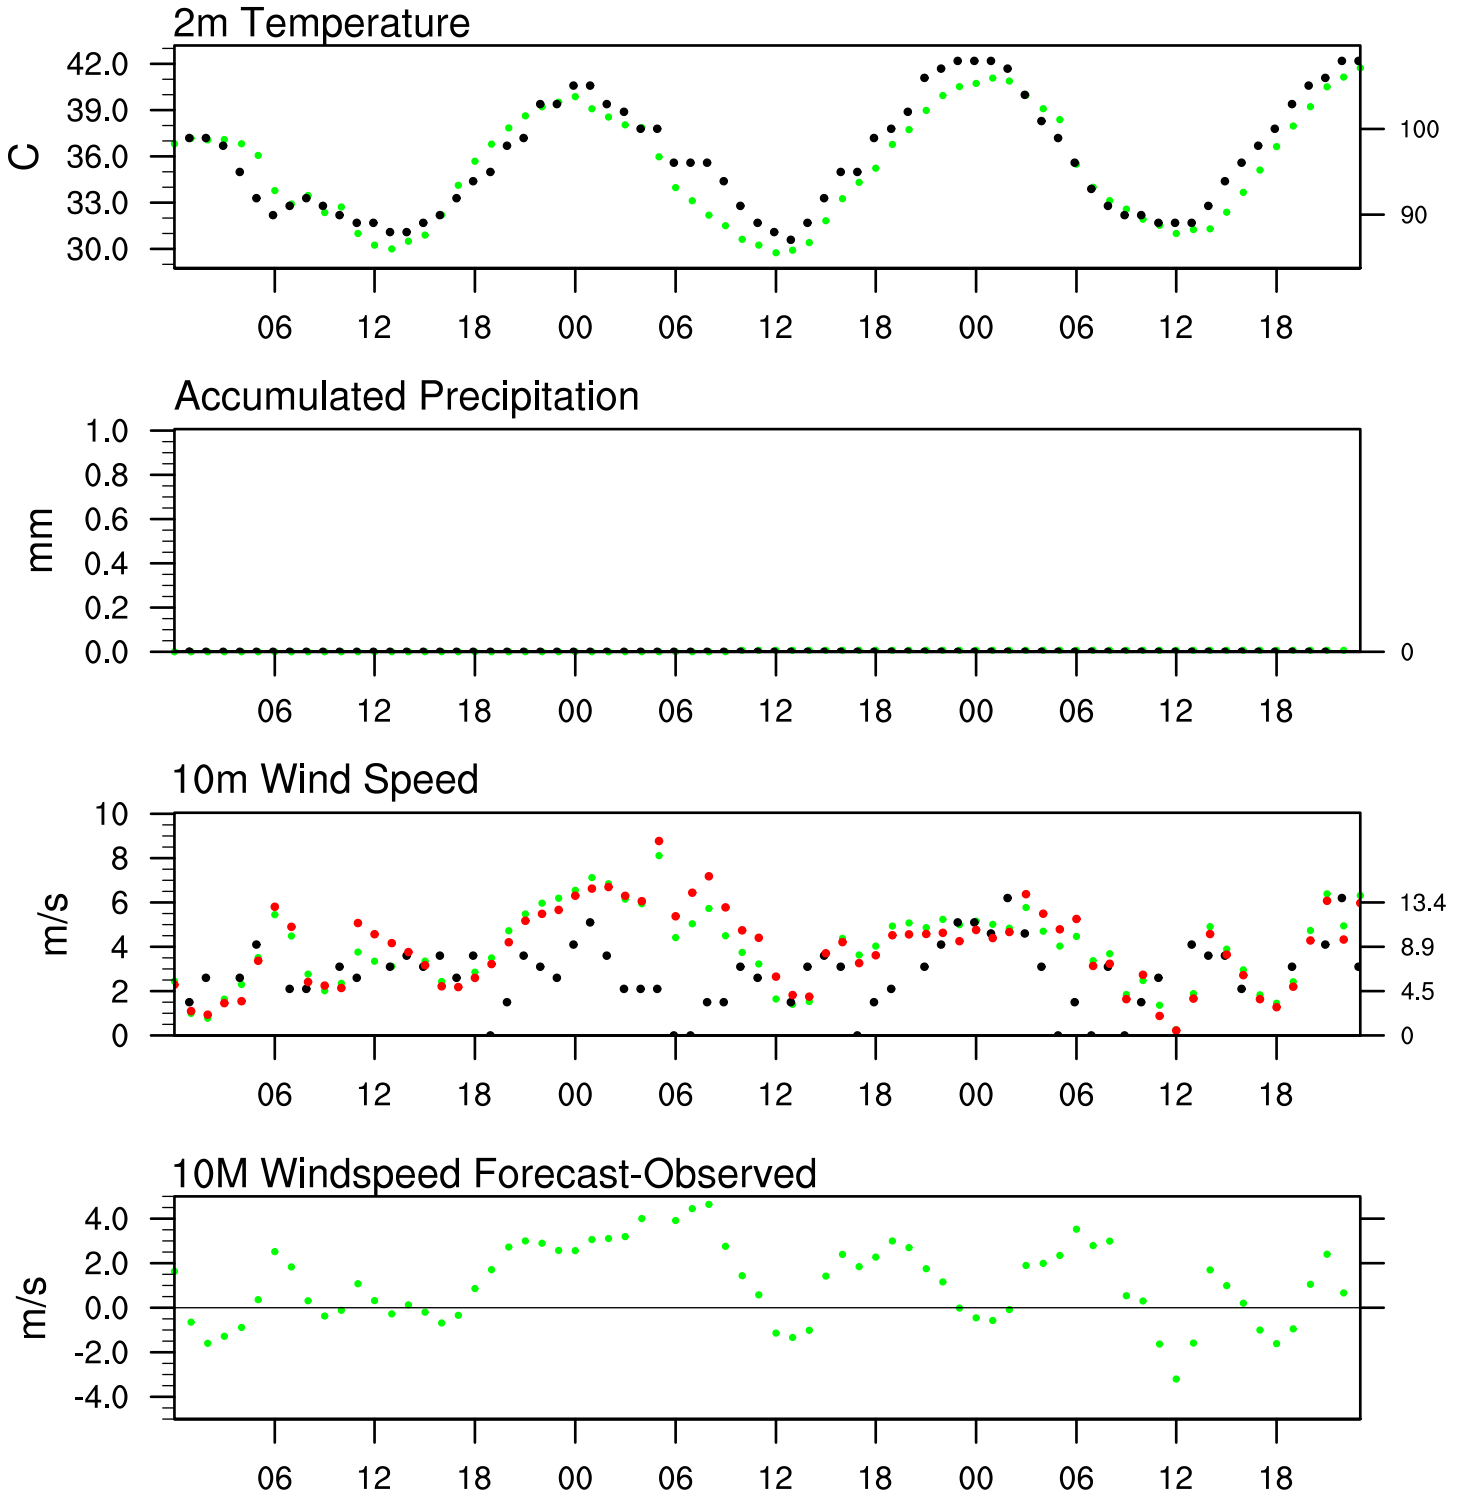 2m Temperature
42.0
39.0
36.0
33.0
30.0
C
100
90
06 12 18 00 06 12 18 00 06 12 18
Accumulated Precipitation
1.0
0.8
0.6
0.4
0.2
0.0
mm
0
06 12 18 00 06 12 18 00 06 12 18
10m Wind Speed
10
8
6
4
2
0
m/s
13.4
8.9
4.5
0
06 12 18 00 06 12 18 00 06 12 18
10M Windspeed Forecast-Observed
4.0
2.0
0.0
-2.0
-4.0
m/s
06 12 18 00 06 12 18 00 06 12 18